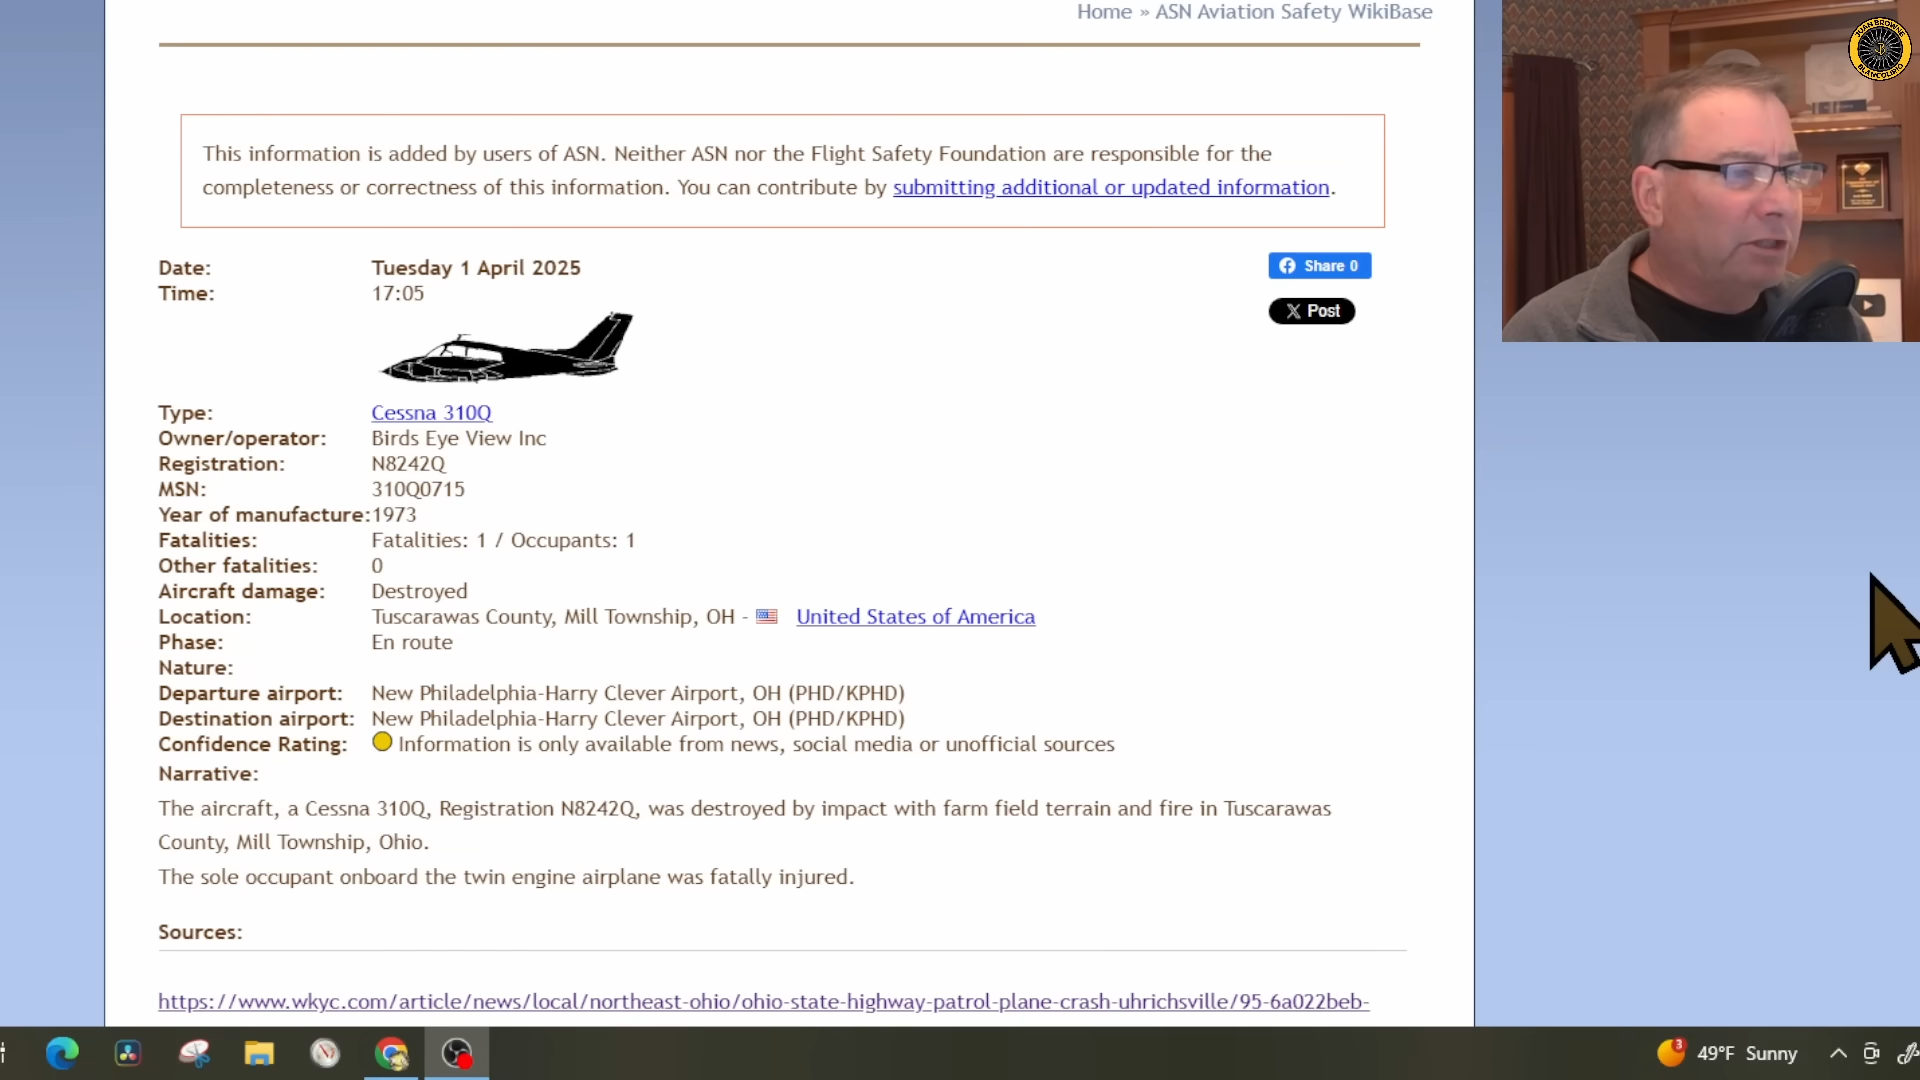 Home » ASN Aviation Safety WikiBase
JUAN BROWNE
BLANCOLIRIO
This information is added by users of ASN. Neither ASN nor the Flight Safety Foundation are responsible for the
completeness or correctness of this information. You can contribute by submitting additional or updated information.
Date: Tuesday 1 April 2025
Share 0
Time: 17:05
X Post
Type: Cessna 310Q
Owner/operator: Birds Eye View Inc
Registration: N8242Q
MSN: 310Q0715
Year of manufacture: 1973
Fatalities: Fatalities: 1 / Occupants: 1
Other fatalities: 0
Aircraft damage: Destroyed
Location: Tuscarawas County, Mill Township, OH - United States of America
Phase: En route
Nature:
Departure airport: New Philadelphia-Harry Clever Airport, OH (PHD/KPHD)
Destination airport: New Philadelphia-Harry Clever Airport, OH (PHD/KPHD)
Confidence Rating: Information is only available from news, social media or unofficial sources
Narrative:
The aircraft, a Cessna 310Q, Registration N8242Q, was destroyed by impact with farm field terrain and fire in Tuscarawas
County, Mill Township, Ohio.
The sole occupant onboard the twin engine airplane was fatally injured.
Sources:
https://www.wkyc.com/article/news/local/northeast-ohio/ohio-state-highway-patrol-plane-crash-uhrichsville/95-6a022beb-
3
49°F Sunny